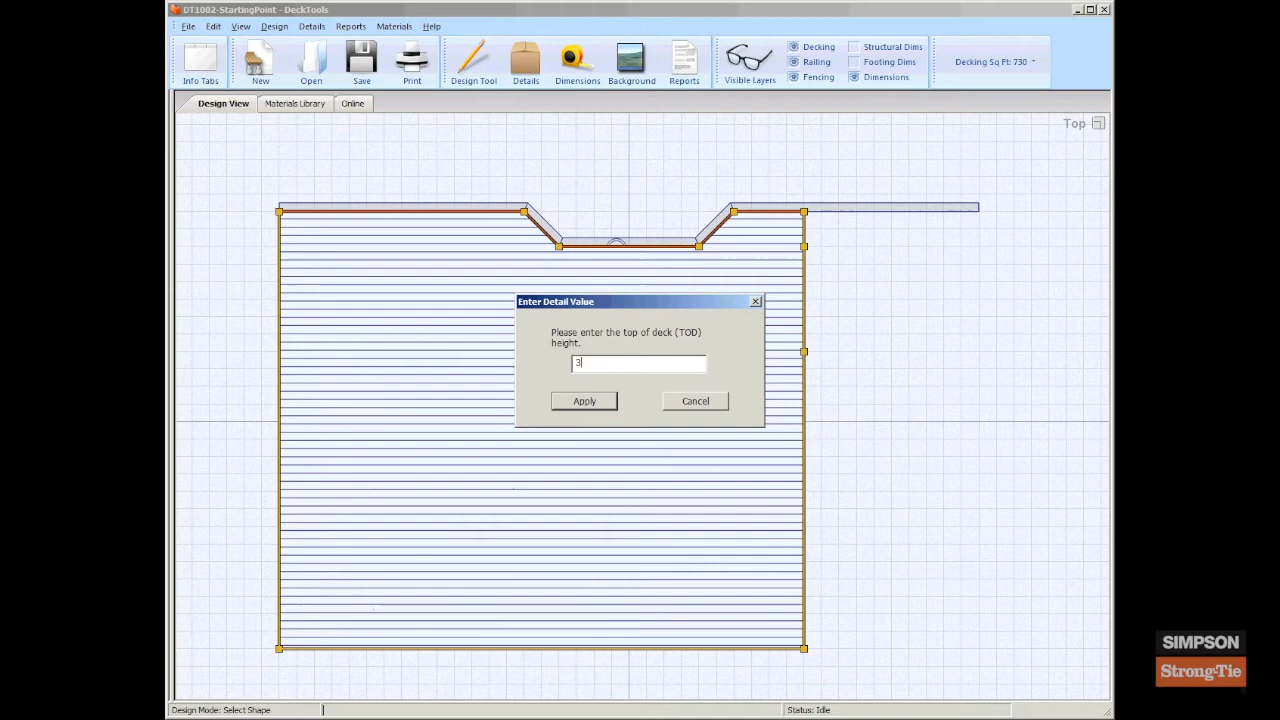 DT1002-StartingPoint - DeckTools
File Edit View Design Details Reports Materials Help
Info Tabs New Open Save Print Design Tool Details Dimensions Background Reports Visible Layers
Decking Structural Dims
Railing Footing Dims
Fencing Dimensions
Decking Sq Ft: 730
Design View Materials Library Online
Top
Enter Detail Value
Please enter the top of deck (TOD)
height.
3
Apply Cancel
SIMPSON
Strong-Tie
Design Mode: Select Shape Status: Idle